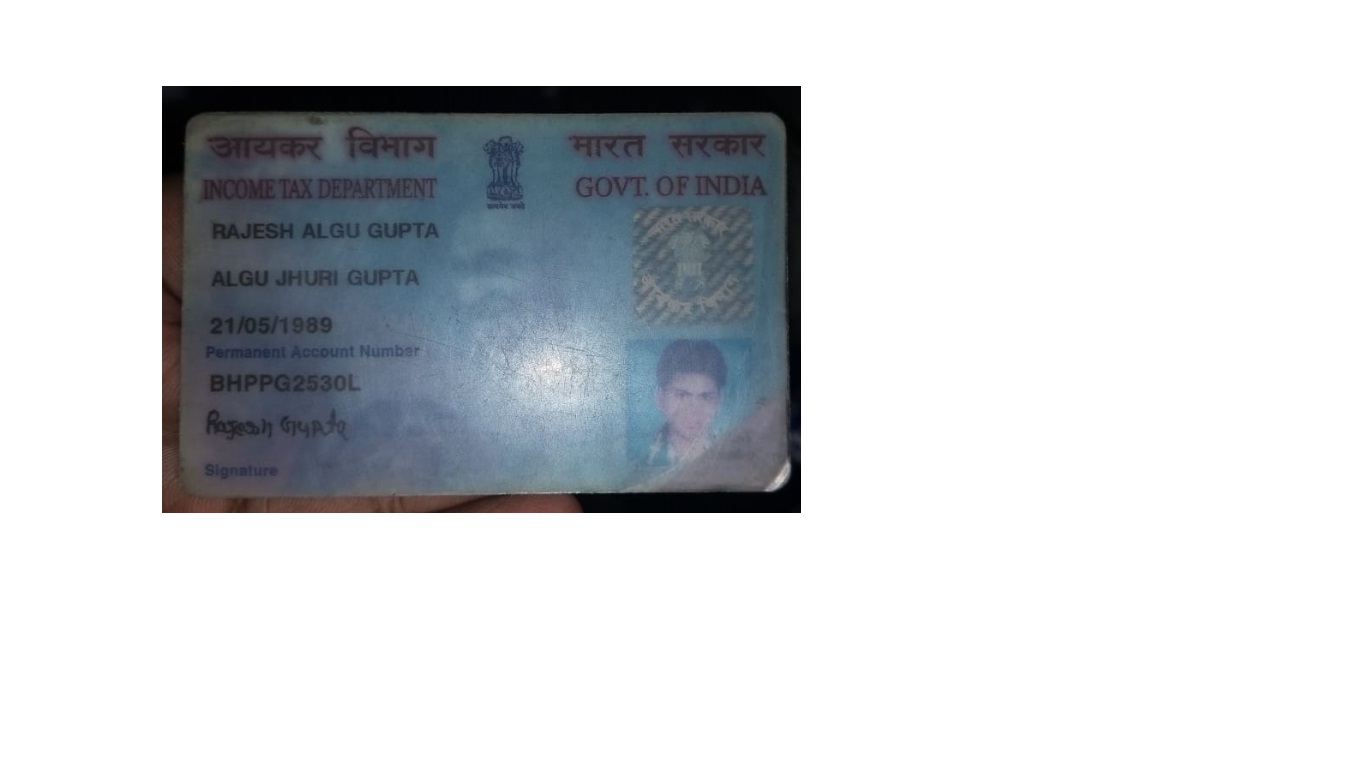 आयकर विभाग
भारत सरकार
INCOME TAX DEPARTMENT
GOVT. OF INDIA
सत्यमेव जयते
RAJESH ALGU GUPTA
ALGU JHURI GUPTA
21/05/1989
Permanent Account Number
BHPPG2530L
Rajesh Gupta
Signature